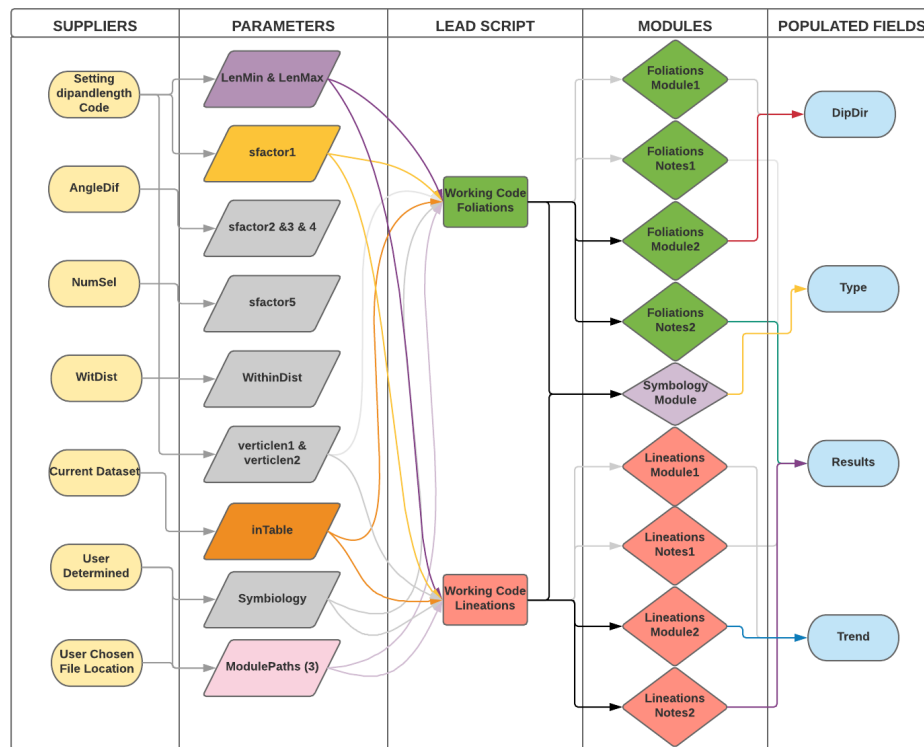 SUPPLIERS
PARAMETERS
LEAD SCRIPT
MODULES
POPULATED FIELDS
Setting
dipandlength
Code
AngleDif
NumSel
WitDist
Current Dataset
User
Determined
User Chosen
File Location
LenMin & LenMax
sfactor1
sfactor2 &3 & 4
sfactor5
WithinDist
verticlen1 &
verticlen2
inTable
Symbiology
ModulePaths (3)
Working Code
Foliations
Working Code
Lineations
Foliations
Module1
Foliations
Notes1
Foliations
Module2
Foliations
Notes2
Symbology
Module
Lineations
Module1
Lineations
Notes1
Lineations
Module2
Lineations
Notes2
DipDir
Type
Results
Trend